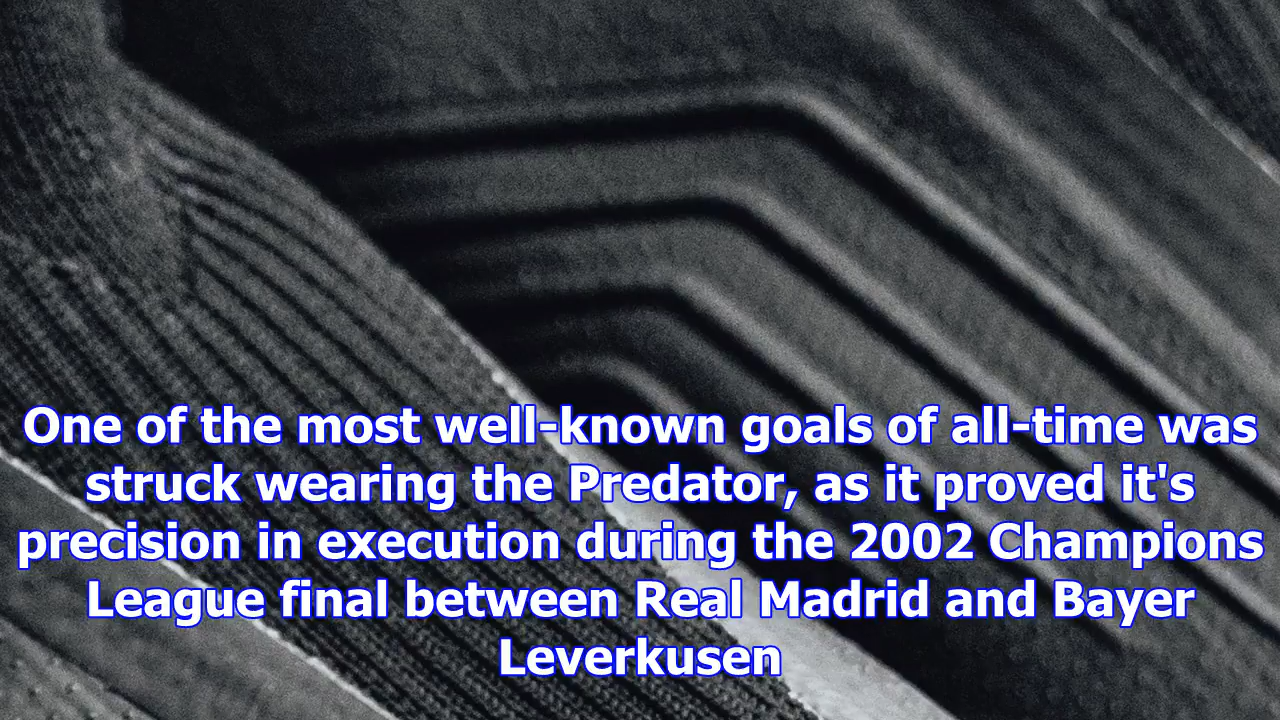 One of the most well-known goals of all-time was
struck wearing the Predator, as it proved it's
precision in execution during the 2002 Champions
League final between Real Madrid and Bayer
Leverkusen